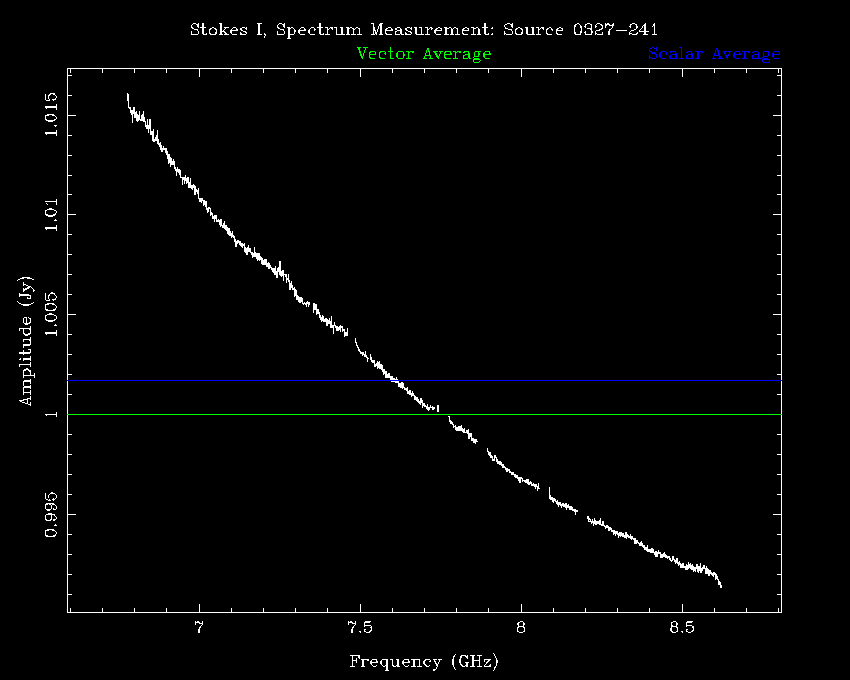 Stokes I, Spectrum Measurement: Source 0327−241
Vector Average
Scalar Average
1.015
1.01
1.005
1
0.995
Amplitude (Jy)
7
7.5
8
8.5
Frequency (GHz)